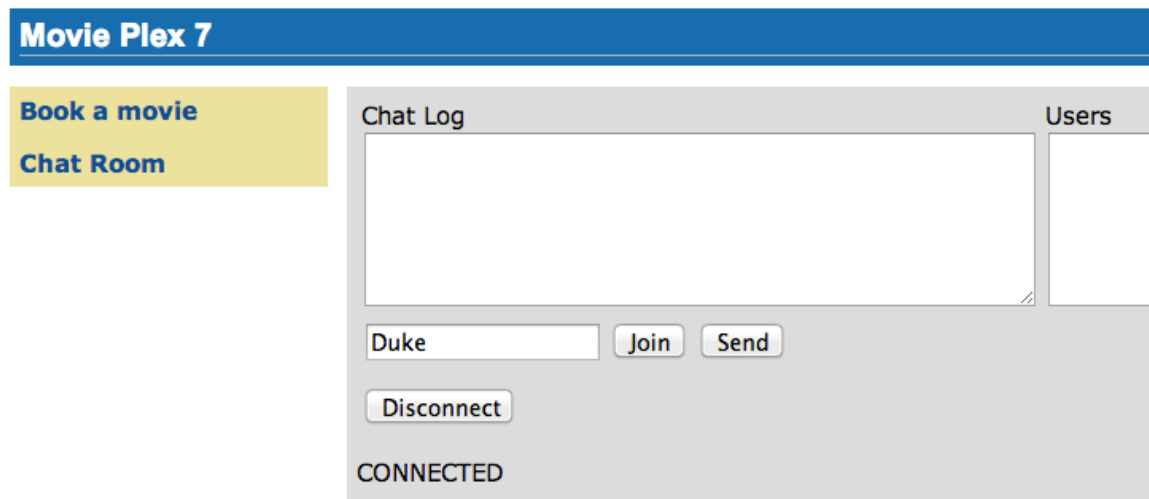 Movie Plex 7
Book a movie
Chat Room
Chat Log
Users
Duke
Join
Send
Disconnect
CONNECTED